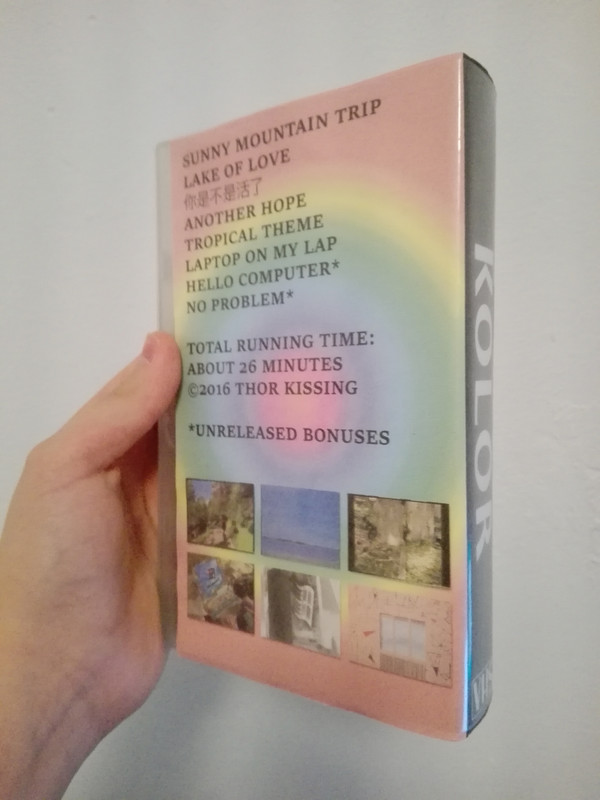 SUNNY MOUNTAIN TRIP
LAKE OF LOVE
你是不是活了
ANOTHER HOPE
TROPICAL THEME
LAPTOP ON MY LAP
HELLO COMPUTER*
NO PROBLEM*
TOTAL RUNNING TIME:
ABOUT 26 MINUTES
©2016 THOR KISSING
*UNRELEASED BONUSES
KOLOR